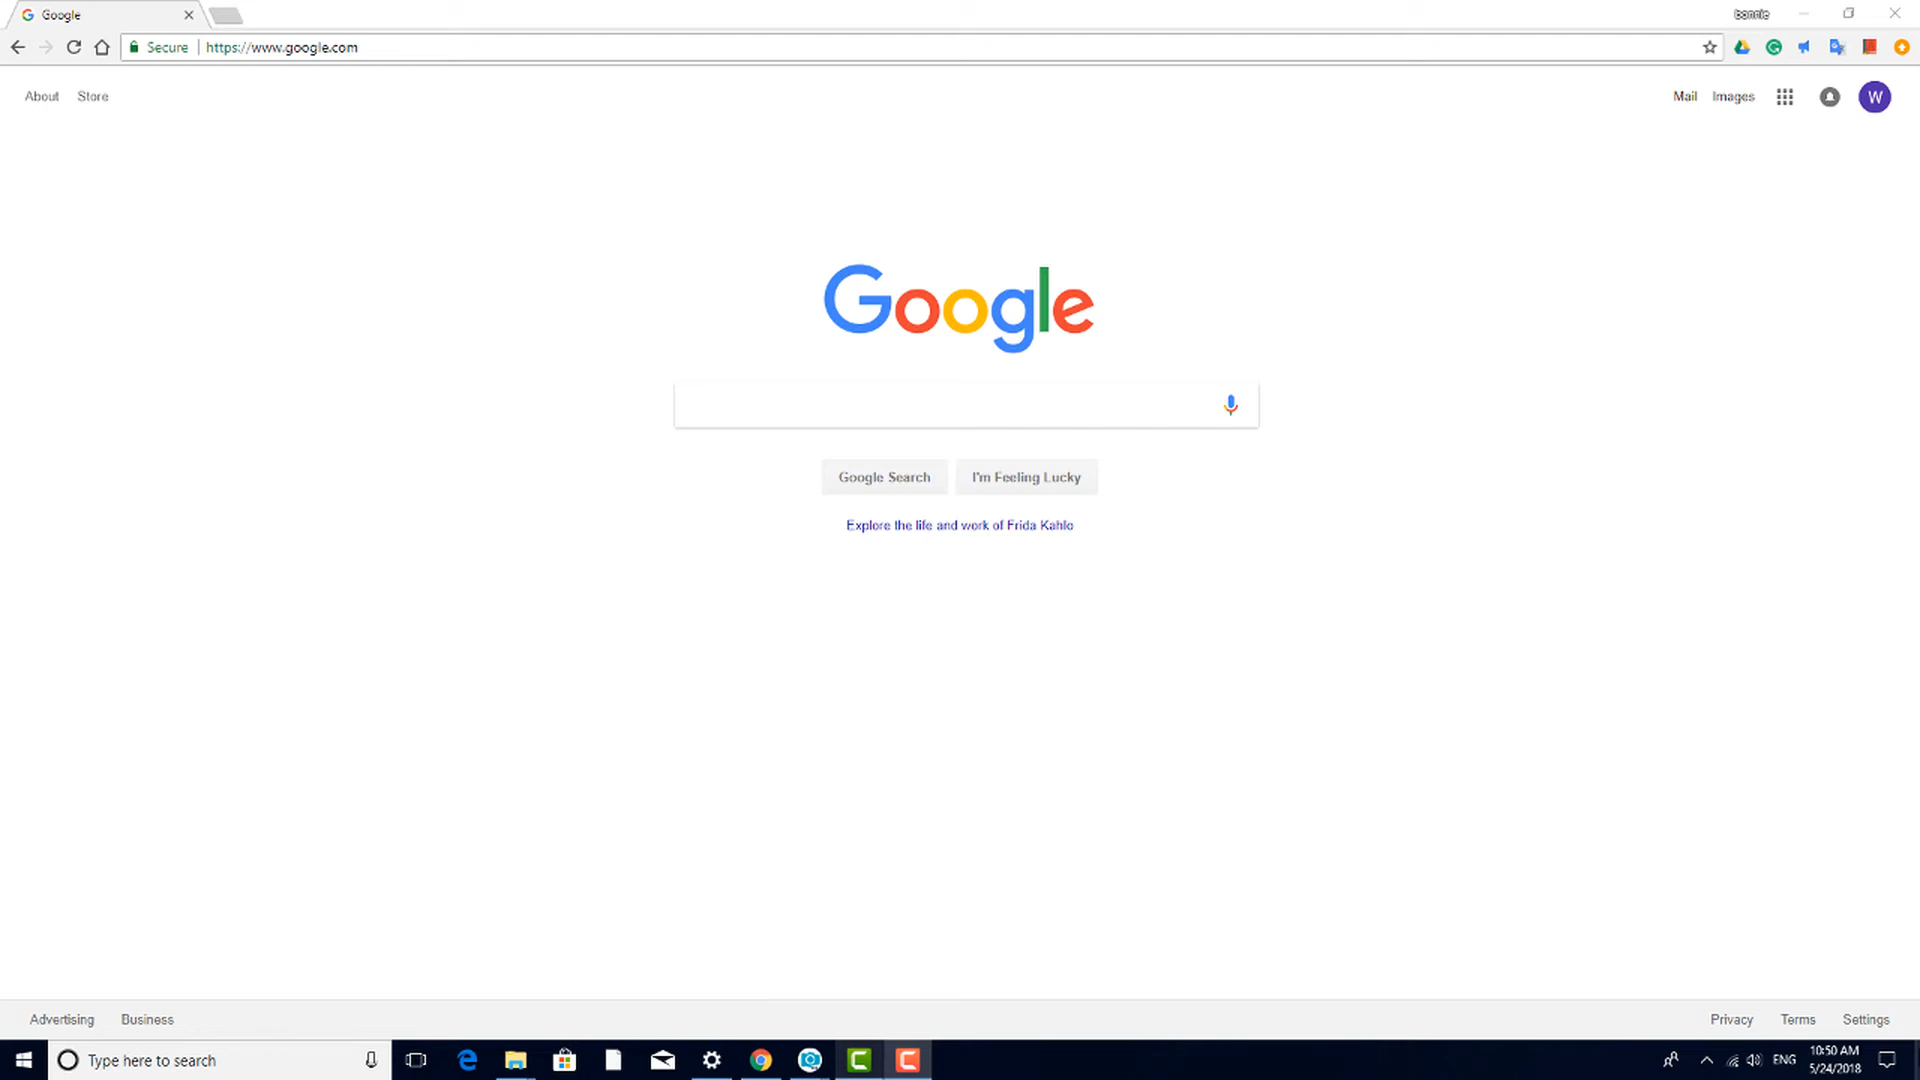 Google
bonnie
Secure
https://www.google.com
About
Store
Mail
Images
W
Google
Google Search
I'm Feeling Lucky
Explore the life and work of Frida Kahlo
Advertising
Business
Privacy
Terms
Settings
Type here to search
ENG
10:50 AM
5/24/2018